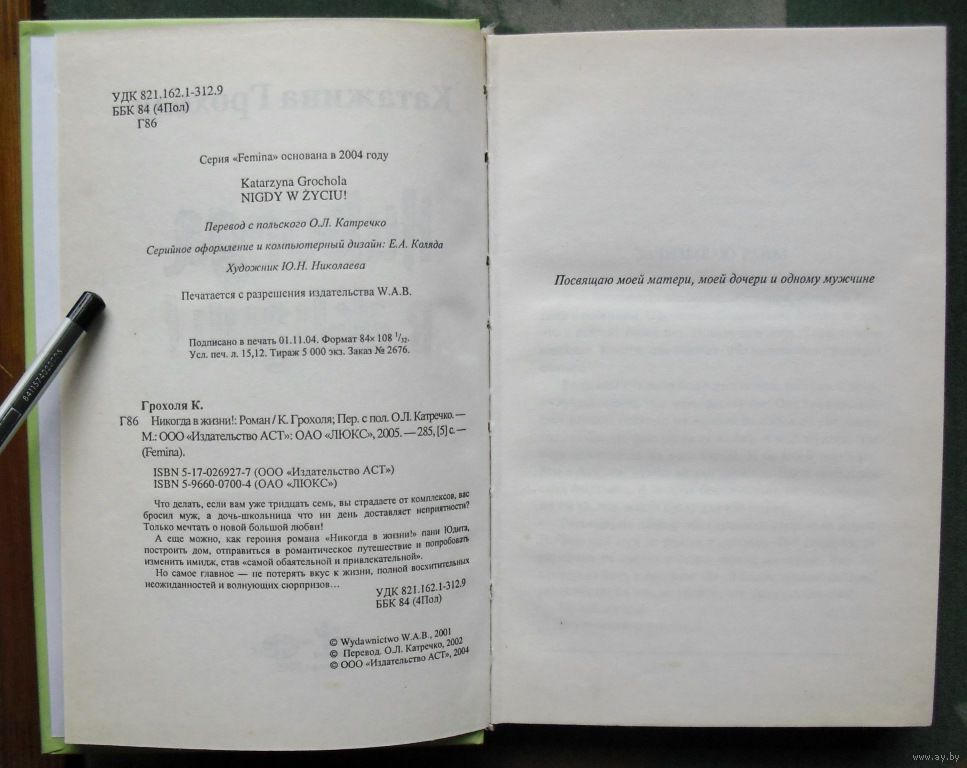 УДК 821.162.1-312.9
ББК 84 (4Пол)
Г86
Серия «Femina» основана в 2004 году
Katarzyna Grochola
NIGDY W ŻYCIU!
Перевод с польского О.Л. Катречко
Серийное оформление и компьютерный дизайн: Е.А. Коляда
Художник Ю.Н. Николаева
Печатается с разрешения издательства W.A.B.
Подписано в печать 01.11.04. Формат 84× 108 1/32.
Усл. печ. л. 15,12. Тираж 5 000 экз. Заказ № 2676.
Грохоля К.
Г86 Никогда в жизни!: Роман / К. Грохоля; Пер. с пол. О.Л. Катречко. —
М.: ООО «Издательство АСТ»: ОАО «ЛЮКС», 2005. — 285, [5] с. —
(Femina).
ISBN 5-17-026927-7 (ООО «Издательство АСТ»)
ISBN 5-9660-0700-4 (ОАО «ЛЮКС»)
Что делать, если вам уже тридцать семь, вы страдаете от комплексов, вас
бросил муж, а дочь-школьница что ни день доставляет неприятности?
Только мечтать о новой большой любви!
А еще можно, как героиня романа «Никогда в жизни!» пани Юдита,
построить дом, отправиться в романтическое путешествие и попробовать
изменить имидж, став «самой обаятельной и привлекательной».
Но самое главное — не потерять вкус к жизни, полной восхитительных
неожиданностей и волнующих сюрпризов...
УДК 821.162.1-312.9
ББК 84 (4Пол)
© Wydawnictwo W.A.B., 2001
© Перевод. О.Л. Катречко, 2002
© ООО «Издательство АСТ», 2004
Посвящаю моей матери, моей дочери и одному мужчине
www.ay.by